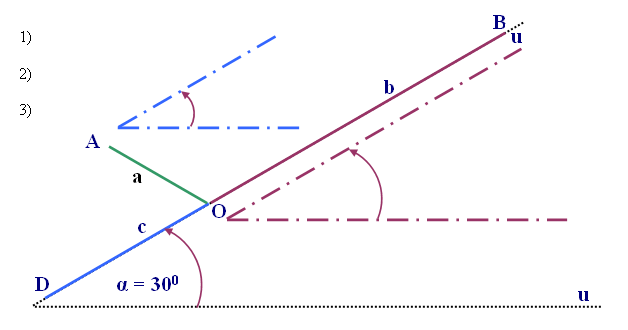 B
1)
u
2)
b
3)
A
a
O
c
D
α = 30⁰
u